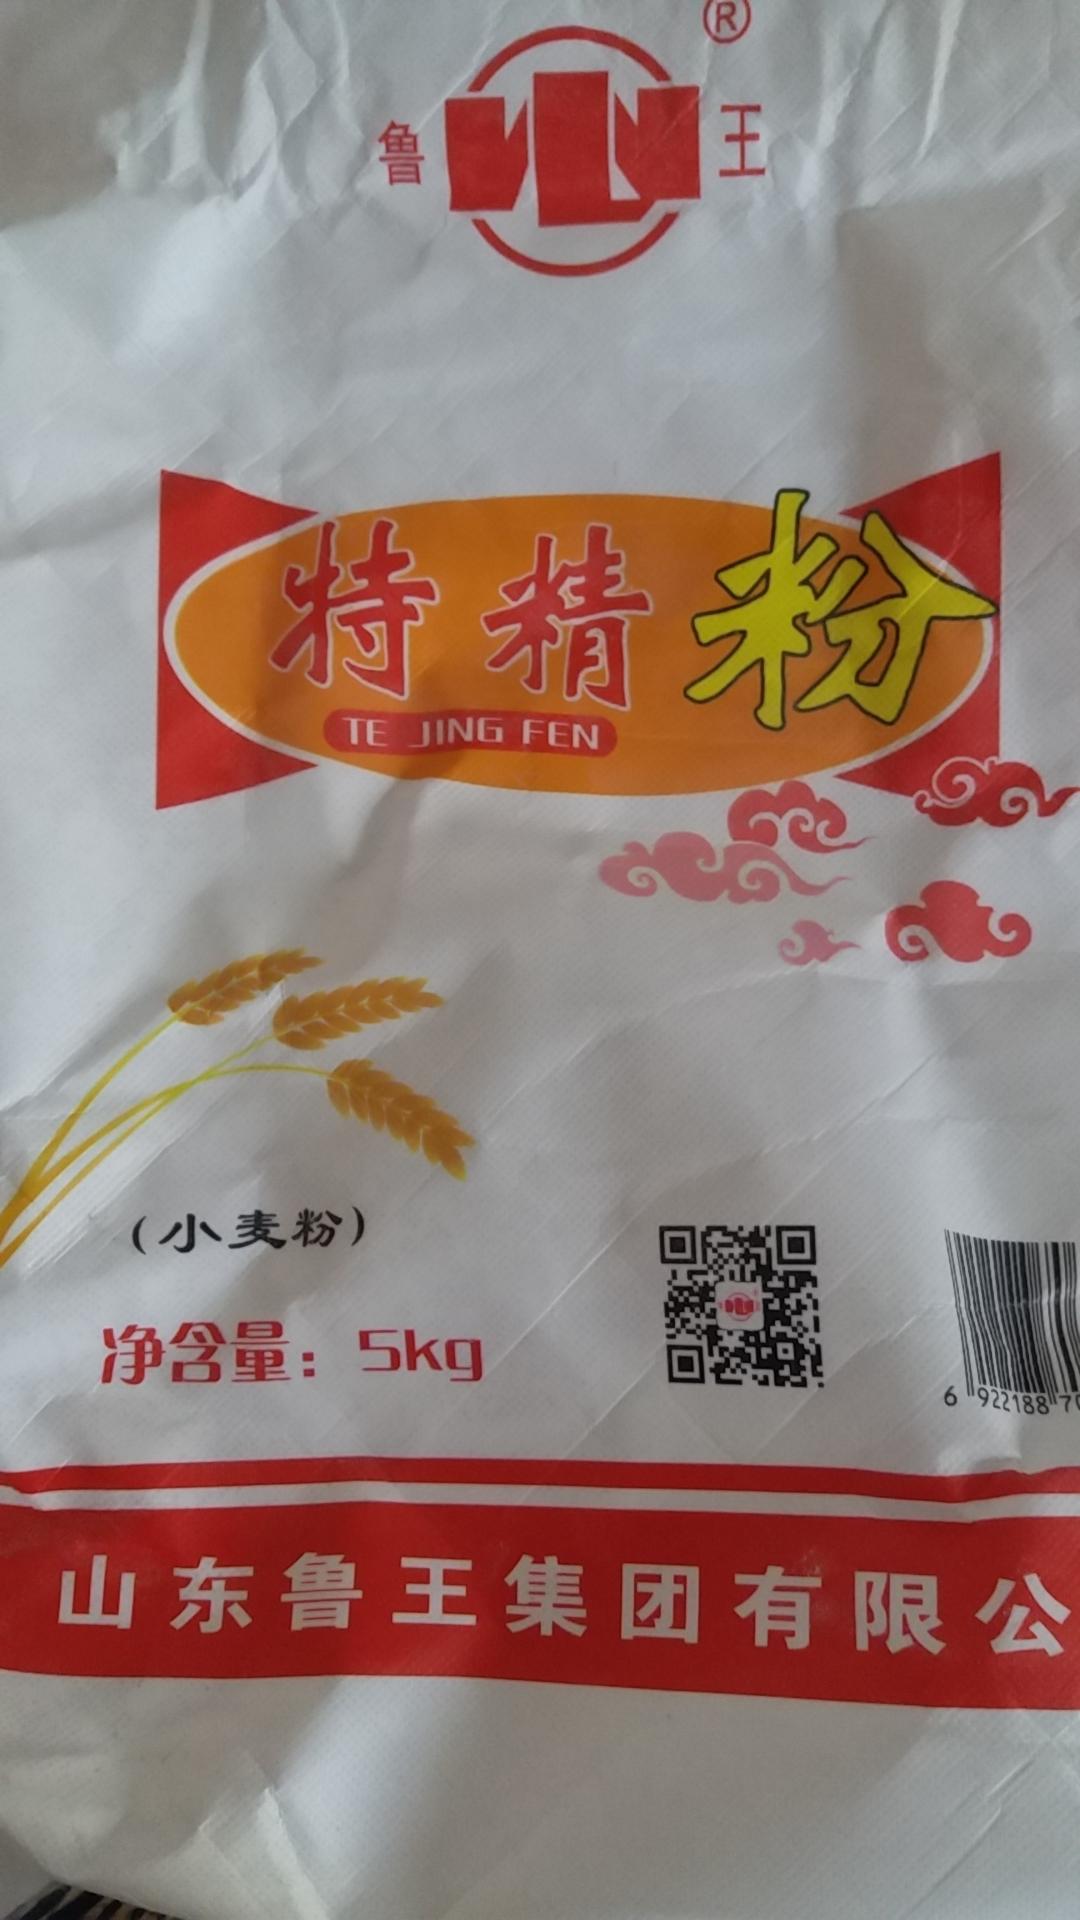 ®
鲁 王
特精粉
TE JING FEN
(小麦粉)
净含量：5kg
6 922188 70
山东鲁王集团有限公